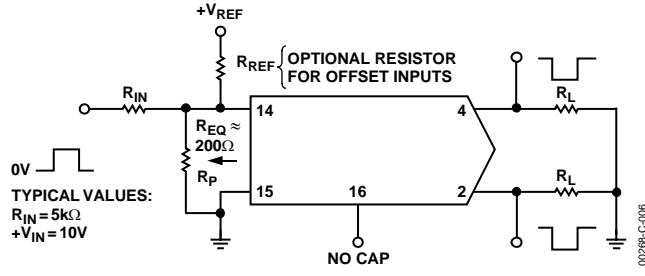 +VREF
RREF
OPTIONAL RESISTOR
FOR OFFSET INPUTS
RIN
14
4
RL
REQ ≈
200Ω
0V
RP
TYPICAL VALUES:
RIN = 5kΩ
+VIN = 10V
15
16
2
RL
NO CAP
00268-C-006